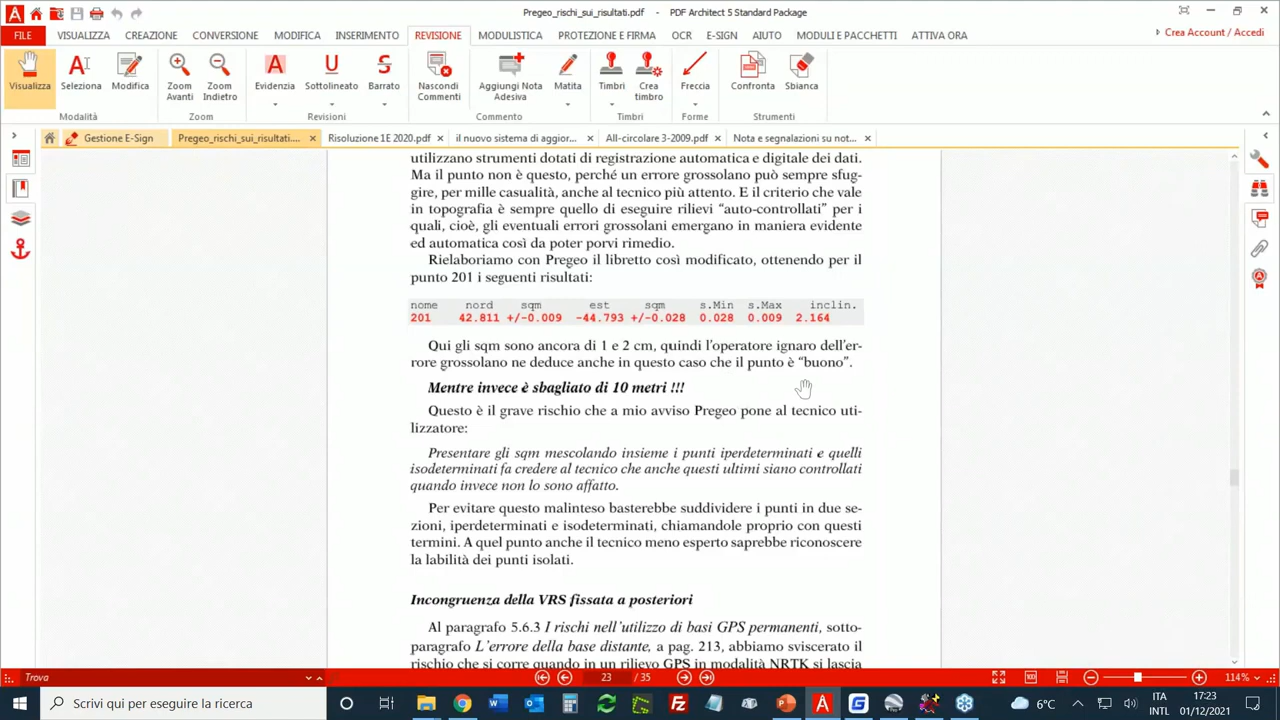 Pregeo_rischi_sui_risultati.pdf - PDF Architect 5 Standard Package
FILE VISUALIZZA CREAZIONE CONVERSIONE MODIFICA INSERIMENTO REVISIONE MODULISTICA PROTEZIONE E FIRMA OCR E-SIGN AIUTO MODULI E PACCHETTI ATTIVA ORA Crea Account / Accedi
Visualizza Seleziona Modifica Zoom Avanti Zoom Indietro Evidenzia Sottolineato Barrato Nascondi Commenti Aggiungi Nota Adesiva Matita Timbri Crea timbro Freccia Confronta Sbianca
Modalità Zoom Revisioni Commento Timbri Forme Strumenti
Gestione E-Sign Pregeo_rischi_sui_risultati.... Risoluzione 1E 2020.pdf il nuovo sistema di aggior... All-circolare 3-2009.pdf Nota e segnalazioni su not...
utilizzano strumenti dotati di registrazione automatica e digitale dei dati.
Ma il punto non è questo, perché un errore grossolano può sempre sfug-
gire, per mille casualità, anche al tecnico più attento. E il criterio che vale
in topografia è sempre quello di eseguire rilievi “auto-controllati” per i
quali, cioè, gli eventuali errori grossolani emergano in maniera evidente
ed automatica così da poter porvi rimedio.
Rielaboriamo con Pregeo il libretto così modificato, ottenendo per il
punto 201 i seguenti risultati:
nome nord sqm est sqm s.Min s.Max inclin.
201 42.811 +/-0.009 -44.793 +/-0.028 0.028 0.009 2.164
Qui gli sqm sono ancora di 1 e 2 cm, quindi l’operatore ignaro dell’er-
rore grossolano ne deduce anche in questo caso che il punto è “buono”.
Mentre invece è sbagliato di 10 metri !!!
Questo è il grave rischio che a mio avviso Pregeo pone al tecnico uti-
lizzatore:
Presentare gli sqm mescolando insieme i punti iperdeterminati e quelli
isodeterminati fa credere al tecnico che anche questi ultimi siano controllati
quando invece non lo sono affatto.
Per evitare questo malinteso basterebbe suddividere i punti in due se-
zioni, iperdeterminati e isodeterminati, chiamandole proprio con questi
termini. A quel punto anche il tecnico meno esperto saprebbe riconoscere
la labilità dei punti isolati.
Incongruenza della VRS fissata a posteriori
Al paragrafo 5.6.3 I rischi nell’utilizzo di basi GPS permanenti, sotto-
paragrafo L’errore della base distante, a pag. 213, abbiamo sviscerato il
rischio che si corre quando in un rilievo GPS in modalità NRTK si lascia
Trova 23 / 35 114%
Scrivi qui per eseguire la ricerca 6°C ITA 17:23
INTL 01/12/2021